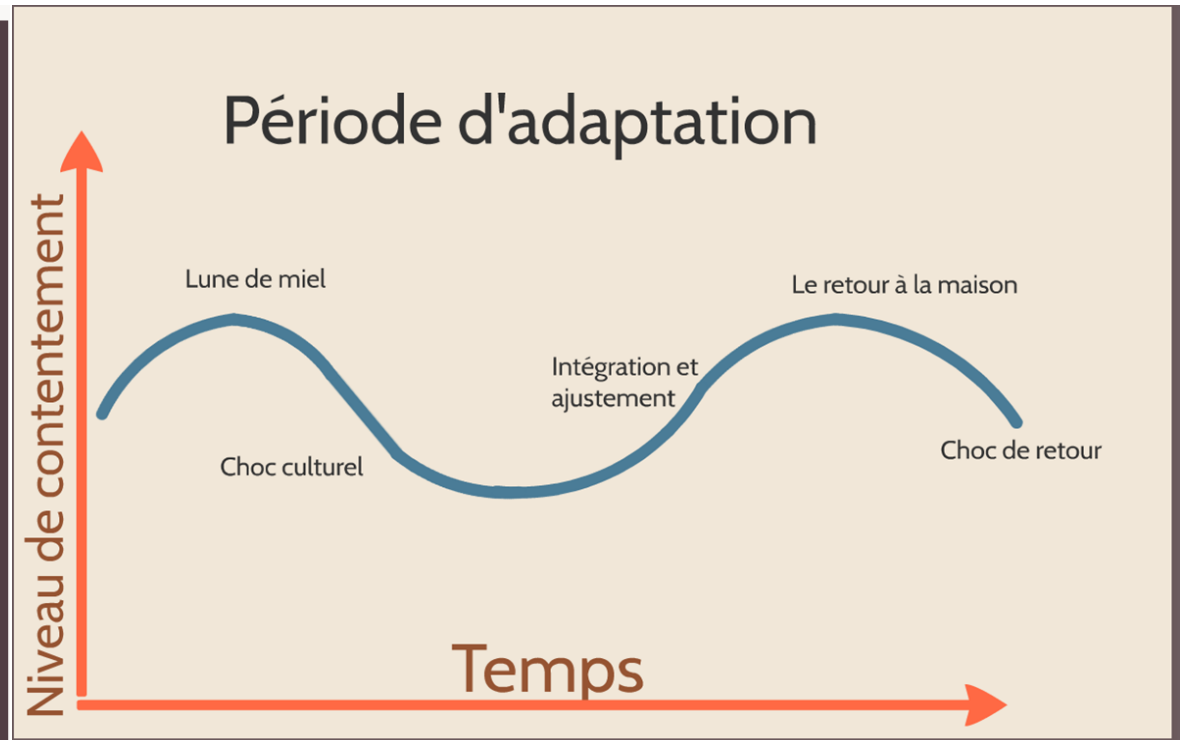 Période d'adaptation
Niveau de contentement
Lune de miel
Le retour à la maison
Intégration et
ajustement
Choc culturel
Choc de retour
Temps